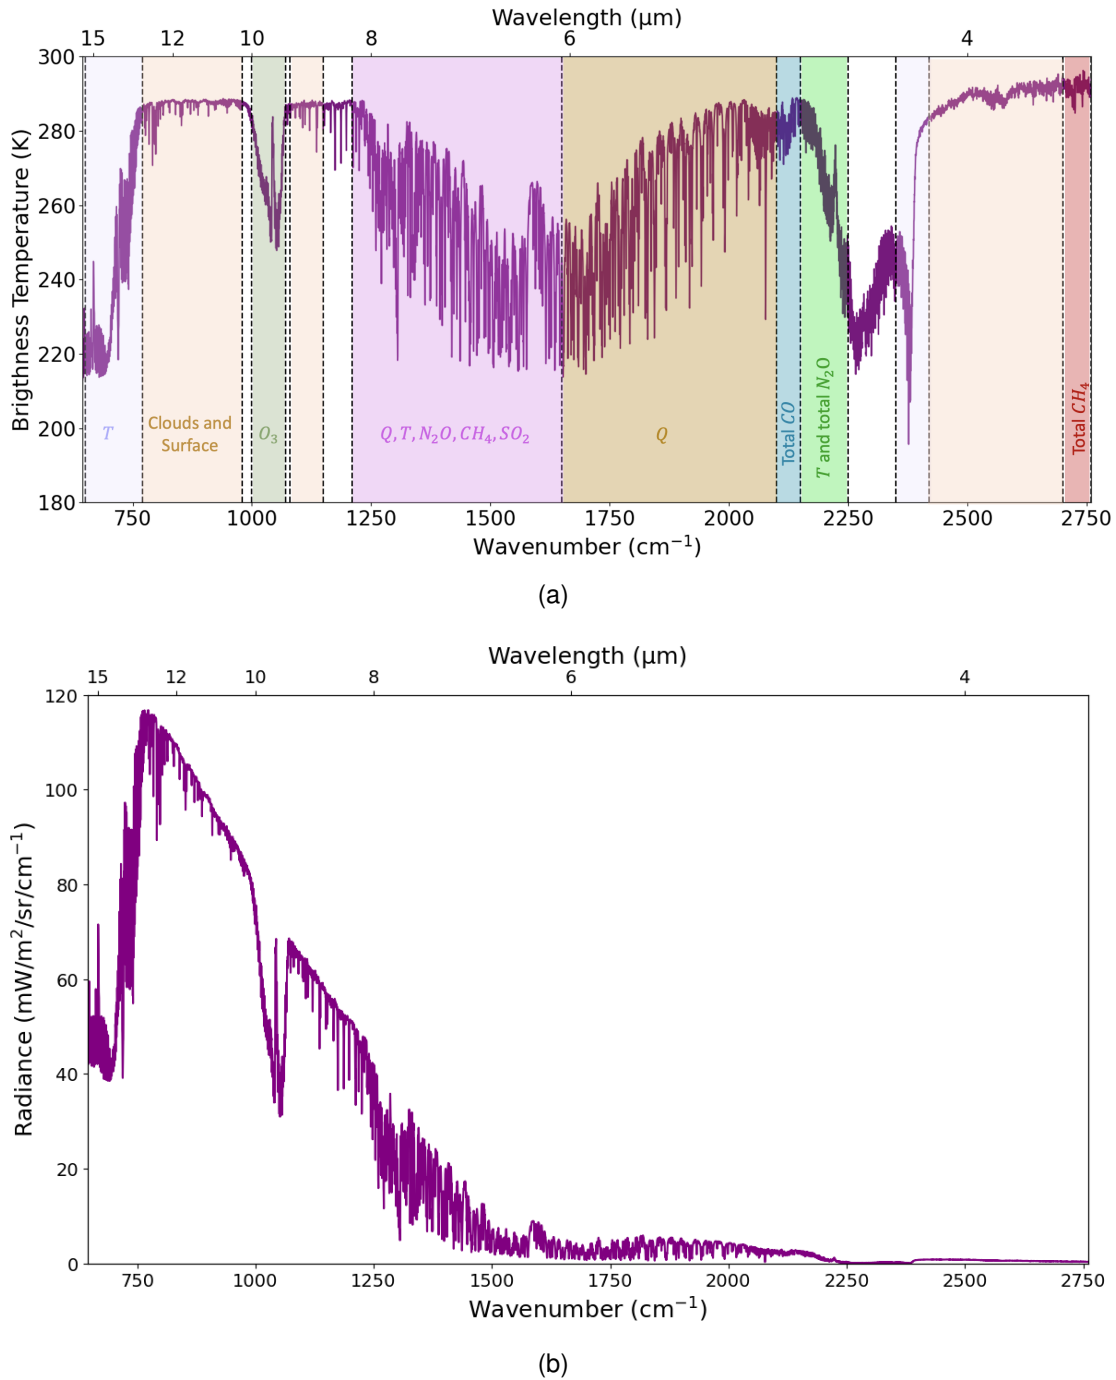 Wavelength (μm)
15 12 10 8 6 4
300
280
260
240
220
200
180
Brigthness Temperature (K)
T
Clouds and
Surface
O₃
Q, T, N₂O, CH₄, SO₂
Q
Total CO
T and total N₂O
Total CH₄
750 1000 1250 1500 1750 2000 2250 2500 2750
Wavenumber (cm⁻¹)
(a)
Wavelength (μm)
15 12 10 8 6 4
120
100
80
60
40
20
0
Radiance (mW/m²/sr/cm⁻¹)
750 1000 1250 1500 1750 2000 2250 2500 2750
Wavenumber (cm⁻¹)
(b)